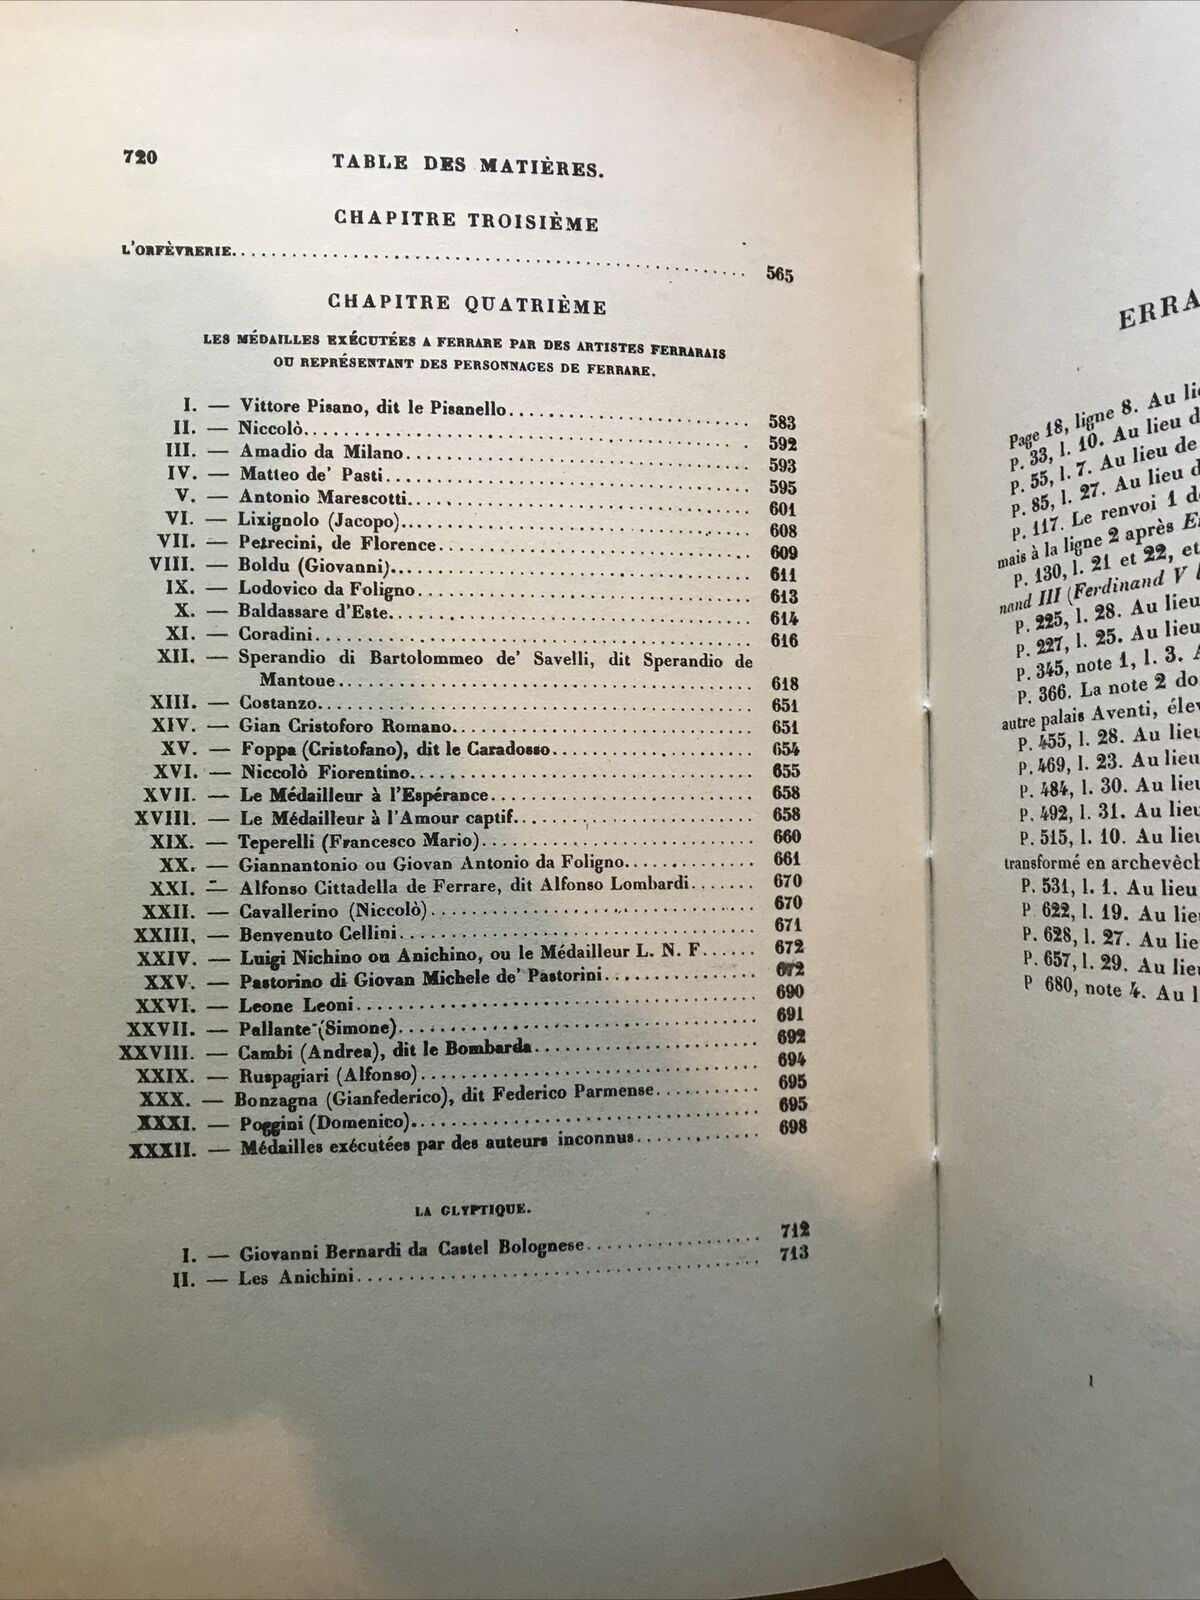 720
TABLE DES MATIÈRES.
CHAPITRE TROISIÈME
L'ORFÈVRERIE. 565
CHAPITRE QUATRIÈME
LES MÉDAILLES EXÉCUTÉES A FERRARE PAR DES ARTISTES FERRARAIS
OU REPRÉSENTANT DES PERSONNAGES DE FERRARE.
I. — Vittore Pisano, dit le Pisanello. 583
II. — Niccolò. 592
III. — Amadio da Milano. 593
IV. — Matteo de' Pasti. 595
V. — Antonio Marescotti. 601
VI. — Lixignolo (Jacopo). 608
VII. — Petrecini, de Florence. 609
VIII. — Boldu (Giovanni). 611
IX. — Lodovico da Foligno. 613
X. — Baldassare d'Este. 614
XI. — Coradini. 616
XII. — Sperandio di Bartolommeo de' Savelli, dit Sperandio de
Mantoue. 618
XIII. — Costanzo. 651
XIV. — Gian Cristoforo Romano. 651
XV. — Foppa (Cristofano), dit le Caradosso. 654
XVI. — Niccolò Fiorentino. 655
XVII. — Le Médailleur à l'Espérance. 658
XVIII. — Le Médailleur à l'Amour captif. 658
XIX. — Teperelli (Francesco Mario). 660
XX. — Giannantonio ou Giovan Antonio da Foligno. 661
XXI. — Alfonso Cittadella de Ferrare, dit Alfonso Lombardi. 670
XXII. — Cavallerino (Niccolò). 670
XXIII. — Benvenuto Cellini. 671
XXIV. — Luigi Nichino ou Anichino, ou le Médailleur L. N. F. 672
XXV. — Pastorino di Giovan Michele de' Pastorini. 672
XXVI. — Leone Leoni. 690
XXVII. — Pallante (Simone). 691
XXVIII. — Cambi (Andrea), dit le Bombarda. 692
XXIX. — Ruspagiari (Alfonso). 694
XXX. — Bonzagna (Gianfederico), dit Federico Parmense. 695
XXXI. — Poggini (Domenico). 695
XXXII. — Médailles exécutées par des auteurs inconnus. 698
LA GLYPTIQUE.
I. — Giovanni Bernardi da Castel Bolognese. 712
II. — Les Anichini. 713
ERRA
Page 18, ligne 8. Au li
P. 33, l. 10. Au lieu d
P. 55, l. 7. Au lieu de
P. 85, l. 27. Au lieu d
P. 117. Le renvoi 1 d
mais à la ligne 2 après E
P. 130, l. 21 et 22, et
nand III (Ferdinand V
P. 225, l. 28. Au lieu
P. 227, l. 25. Au lieu
P. 345, note 1, l. 3. A
P. 366. La note 2 do
autre palais Aventi, élev
P. 455, l. 28. Au lieu
P. 469, l. 23. Au lieu
P. 484, l. 30. Au lieu
P. 492, l. 31. Au lieu
P. 515, l. 10. Au lieu
transformé en archevêch
P. 531, l. 1. Au lieu
P. 622, l. 19. Au lieu
P. 628, l. 27. Au lieu
P. 657, l. 29. Au lieu
P 680, note 4. Au l